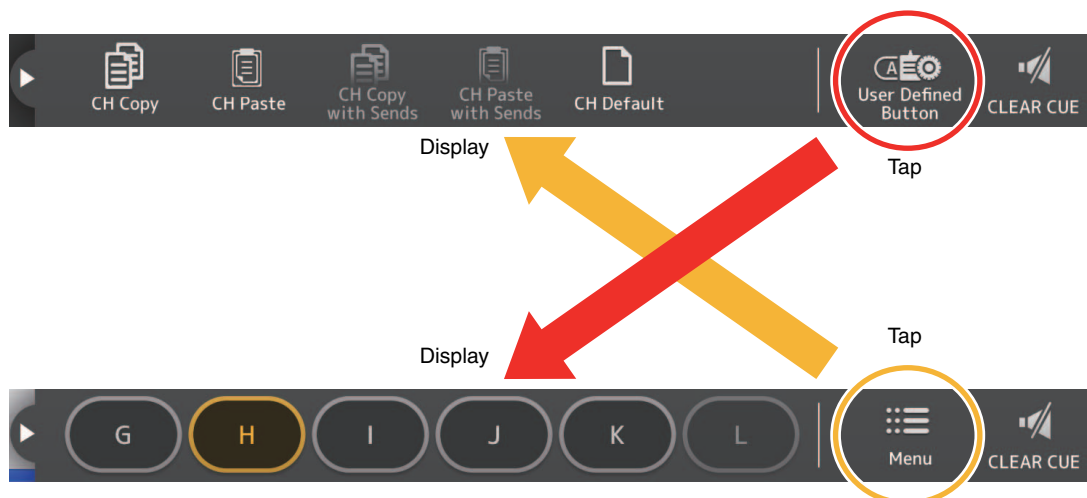 CH Copy
CH Paste
CH Copy
with Sends
CH Paste
with Sends
CH Default
A
User Defined
Button
CLEAR CUE
Display
Tap
Display
Tap
G
H
I
J
K
L
Menu
CLEAR CUE